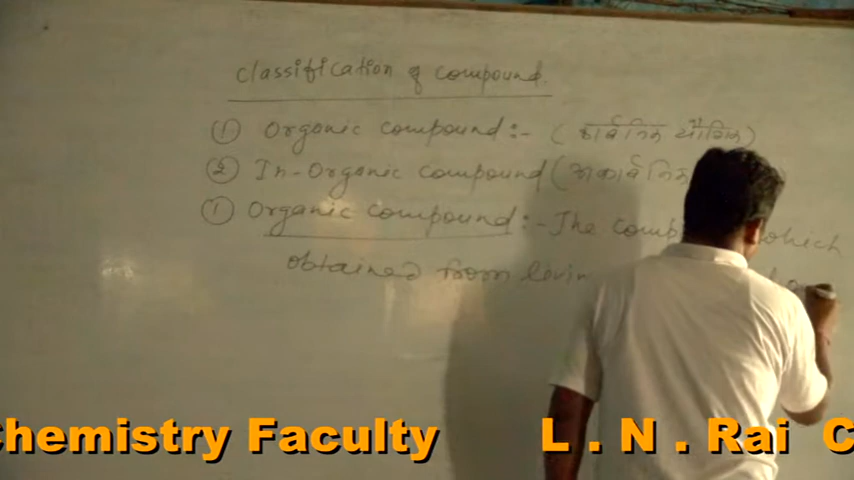 Classification of compound.
① Organic compound :- (कार्बनिक यौगिक)
② In-Organic compound (अकार्बनिक
① Organic compound :- The comp which
obtained from livin
Chemistry Faculty L . N . Rai C